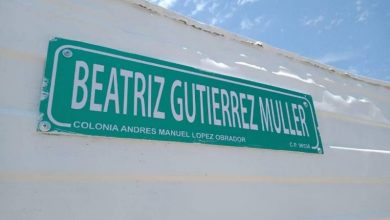 BEATRIZ GUTIERREZ MULLER
COLONIA ANDRES MANUEL LOPEZ OBRADOR
C.P.